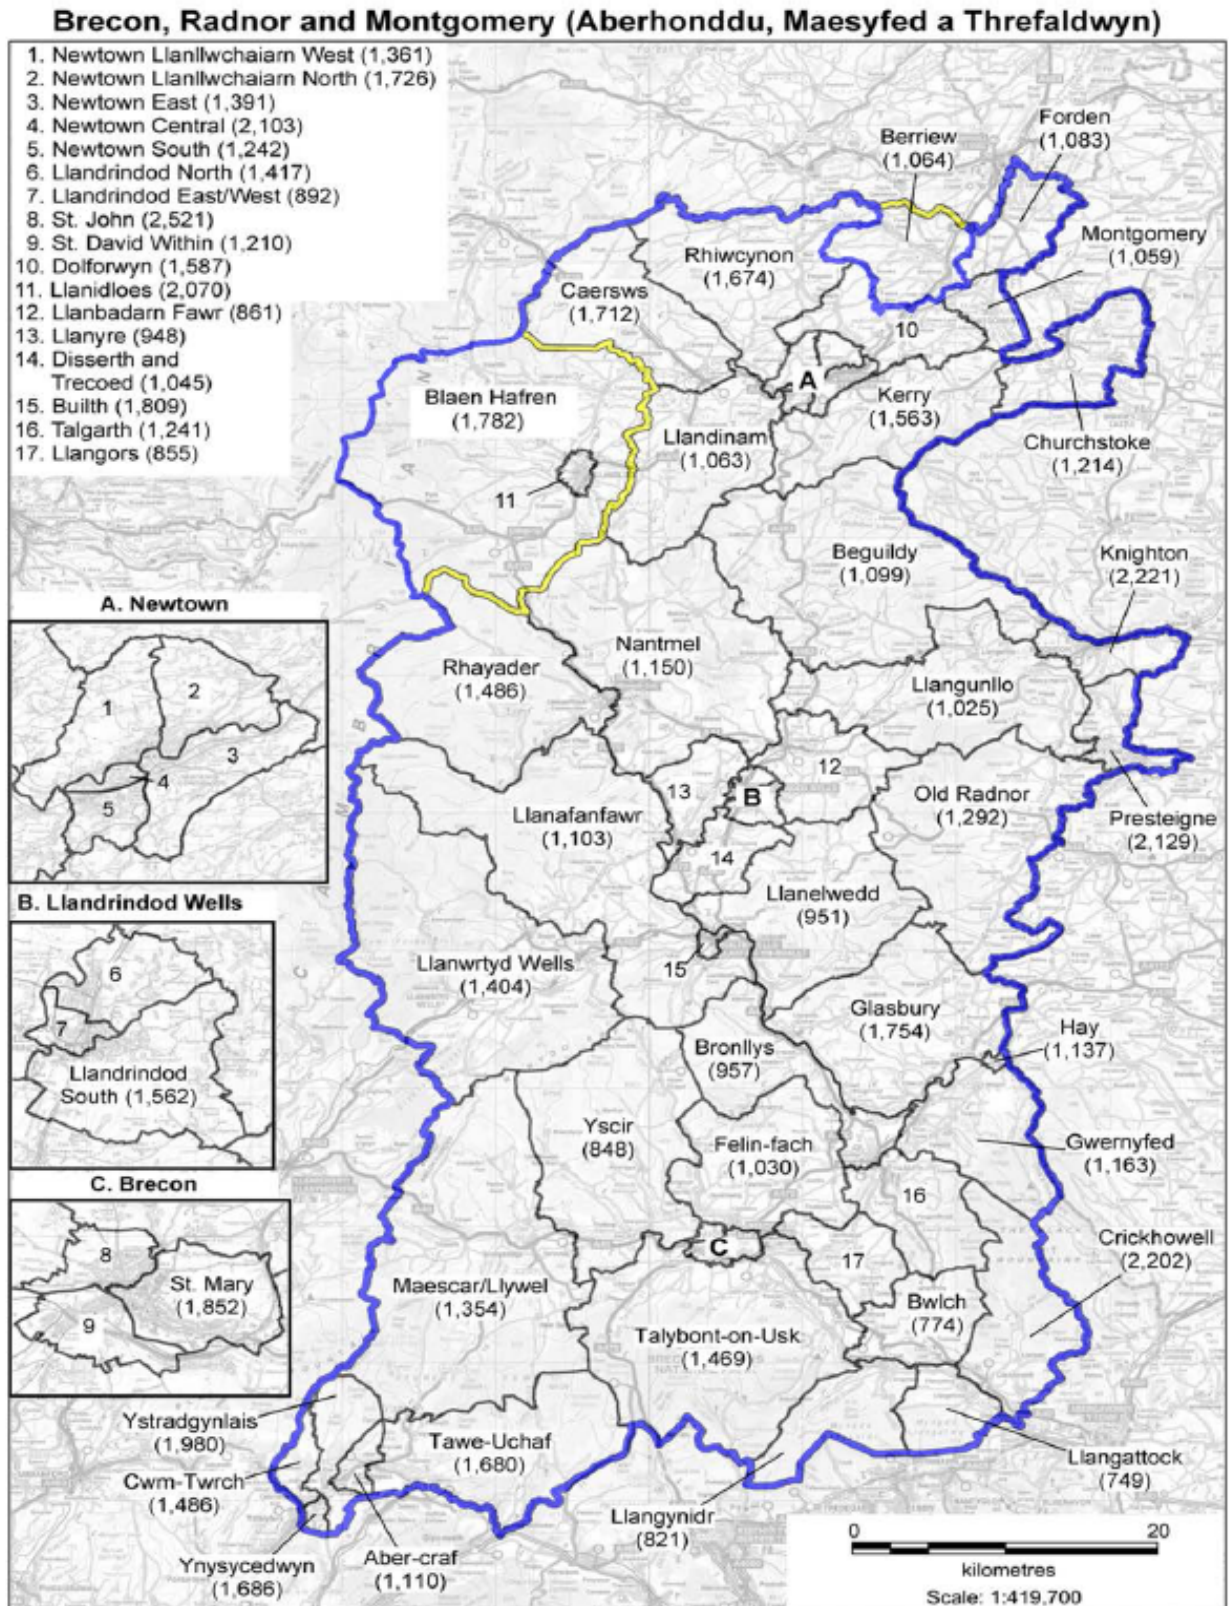 Brecon, Radnor and Montgomery (Aberhonddu, Maesyfed a Threfaldwyn)
1. Newtown Llanllwchaiarn West (1,361)
2. Newtown Llanllwchaiarn North (1,726)
3. Newtown East (1,391)
4. Newtown Central (2,103)
5. Newtown South (1,242)
6. Llandrindod North (1,417)
7. Llandrindod East/West (892)
8. St. John (2,521)
9. St. David Within (1,210)
10. Dolforwyn (1,587)
11. Llanidloes (2,070)
12. Llanbadarn Fawr (861)
13. Llanyre (948)
14. Disserth and
Trecoed (1,045)
15. Builth (1,809)
16. Talgarth (1,241)
17. Llangors (855)
Berriew
(1,064)
Forden
(1,083)
Montgomery
(1,059)
Rhiwcynon
(1,674)
Caersws
(1,712)
10
A
Kerry
(1,563)
Churchstoke
(1,214)
Blaen Hafren
(1,782)
Llandinam
(1,063)
11
Beguildy
(1,099)
Knighton
(2,221)
Nantmel
(1,150)
Rhayader
(1,486)
Llangunllo
(1,025)
12
13
B
Old Radnor
(1,292)
Presteigne
(2,129)
Llanafanfawr
(1,103)
14
Llanelwedd
(951)
15
Llanwrtyd Wells
(1,404)
Glasbury
(1,754)
Hay
(1,137)
Bronllys
(957)
Yscir
(848)
Felin-fach
(1,030)
Gwernyfed
(1,163)
16
C
17
Crickhowell
(2,202)
Maescar/Llywel
(1,354)
Bwlch
(774)
Talybont-on-Usk
(1,469)
Ystradgynlais
(1,980)
Tawe-Uchaf
(1,680)
Cwm-Twrch
(1,486)
Llangattock
(749)
Llangynidr
(821)
Ynysycedwyn
(1,686)
Aber-craf
(1,110)
A. Newtown
1
2
3
4
5
B. Llandrindod Wells
6
7
Llandrindod
South (1,562)
C. Brecon
8
St. Mary
(1,852)
9
0 20
kilometres
Scale: 1:419,700